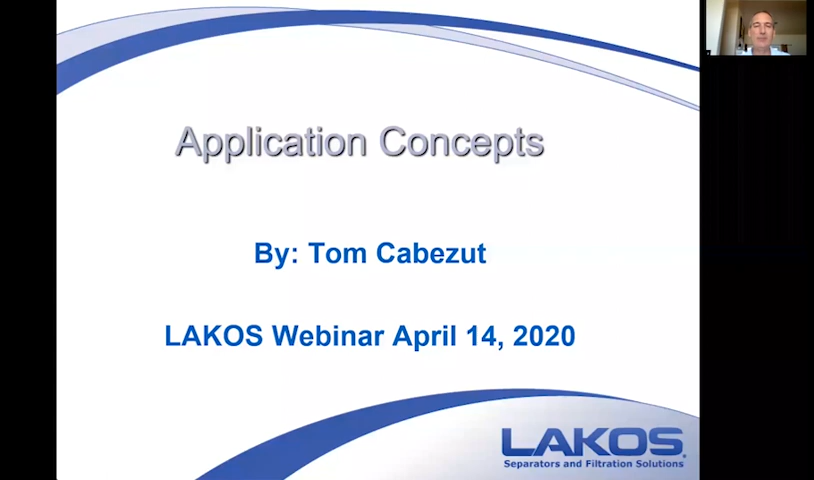 Application Concepts
By: Tom Cabezut
LAKOS Webinar April 14, 2020
LAKOS®
Separators and Filtration Solutions